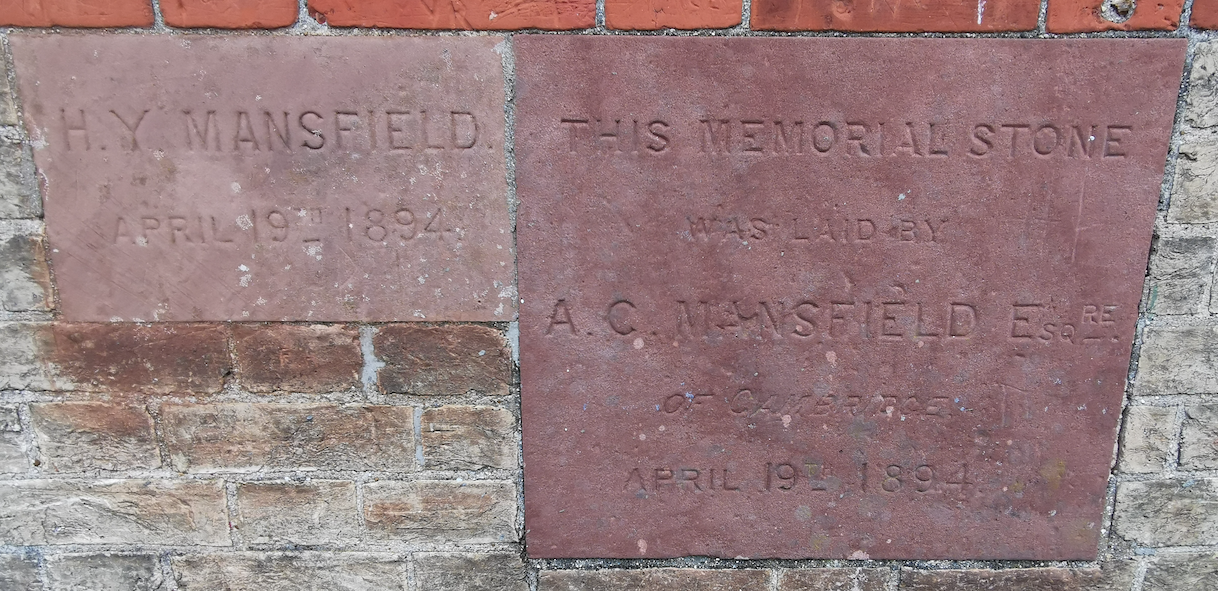 H. Y. MANSFIELD.
APRIL 19TH 1894.
THIS MEMORIAL STONE
WAS LAID BY
A. C. MANSFIELD ESQRE.
OF CAMBRIDGE.
APRIL 19TH 1894